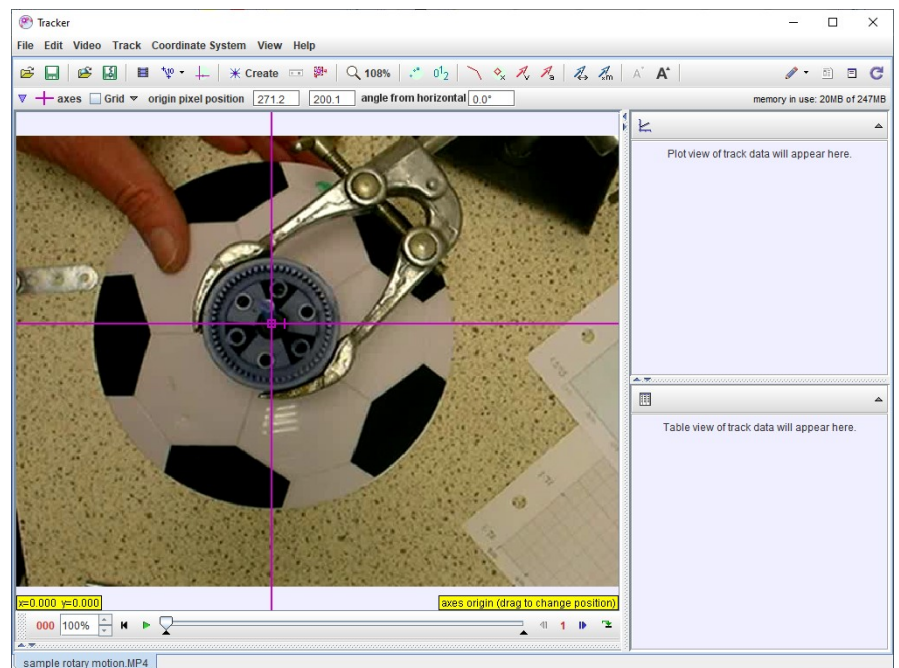 Tracker
File Edit Video Track Coordinate System View Help
Create 108%
axes Grid origin pixel position 271.2 200.1 angle from horizontal 0.0° memory in use: 20MB of 247MB
Plot view of track data will appear here.
Table view of track data will appear here.
x=0.000 y=0.000 axes origin (drag to change position)
000 100% 1
sample rotary motion.MP4